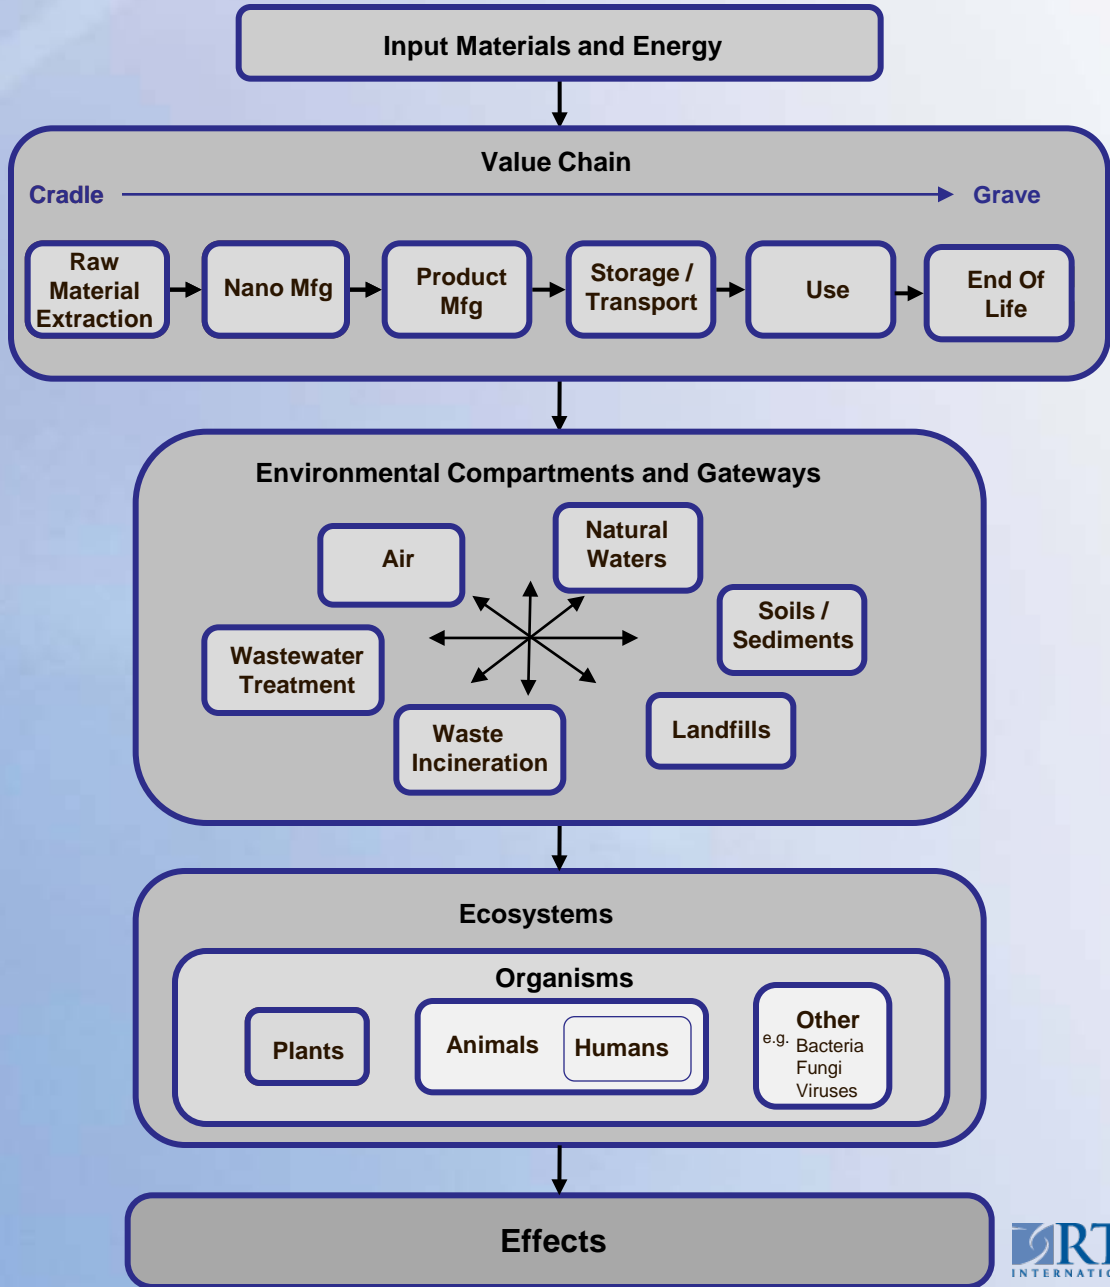 Input Materials and Energy
Value Chain
Cradle
Grave
Raw
Material
Extraction
Nano Mfg
Product
Mfg
Storage /
Transport
Use
End Of
Life
Environmental Compartments and Gateways
Air
Natural
Waters
Soils /
Sediments
Wastewater
Treatment
Waste
Incineration
Landfills
Ecosystems
Organisms
Plants
Animals
Humans
Other
e.g. Bacteria
Fungi
Viruses
Effects